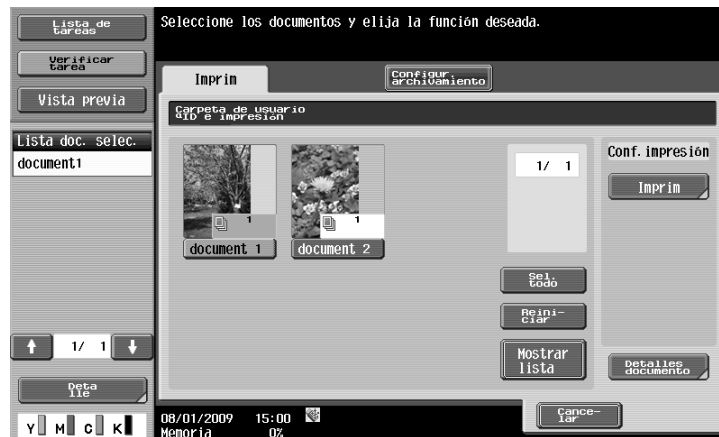 Lista de
tareas
Verificar
tarea
Vista previa
Lista doc. selec.
document1
1/ 1
Deta
lle
Y M C K
Seleccione los documentos y elija la función deseada.
Imprim
Configur.
archivamiento
Carpeta de usuario
ID e impresión
1
document 1
1
document 2
1/ 1
Sel.
todo
Reini-
ciar
Mostrar
lista
Conf. impresión
Imprim
Detalles
documento
Cance-
lar
08/01/2009 15:00
Memoria 0%